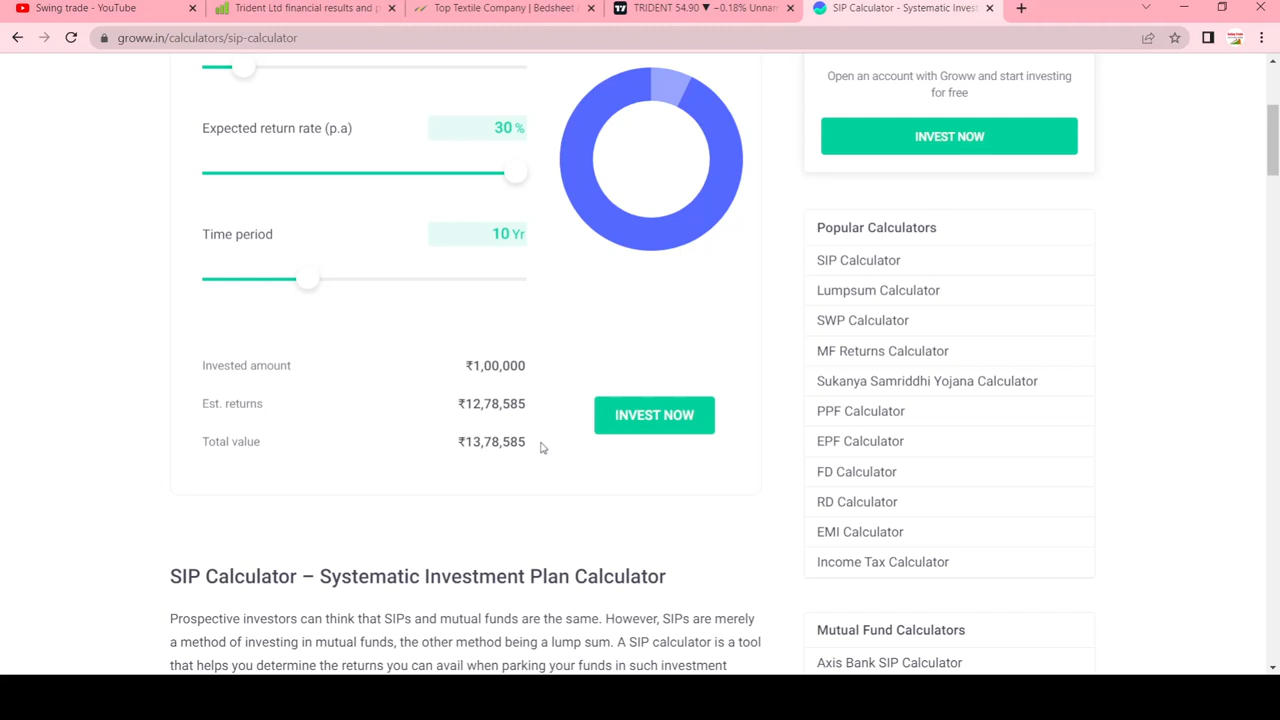 Swing trade - YouTube
Trident Ltd financial results and p
Top Textile Company | Bedsheet
TRIDENT 54.90 ▼ −0.18% Unnam
SIP Calculator - Systematic Invest
groww.in/calculators/sip-calculator
Open an account with Groww and start investing
for free
INVEST NOW
Expected return rate (p.a)
30 %
Time period
10 Yr
Invested amount
₹1,00,000
Est. returns
₹12,78,585
Total value
₹13,78,585
INVEST NOW
Popular Calculators
SIP Calculator
Lumpsum Calculator
SWP Calculator
MF Returns Calculator
Sukanya Samriddhi Yojana Calculator
PPF Calculator
EPF Calculator
FD Calculator
RD Calculator
EMI Calculator
Income Tax Calculator
Mutual Fund Calculators
Axis Bank SIP Calculator
SIP Calculator – Systematic Investment Plan Calculator
Prospective investors can think that SIPs and mutual funds are the same. However, SIPs are merely
a method of investing in mutual funds, the other method being a lump sum. A SIP calculator is a tool
that helps you determine the returns you can avail when parking your funds in such investment